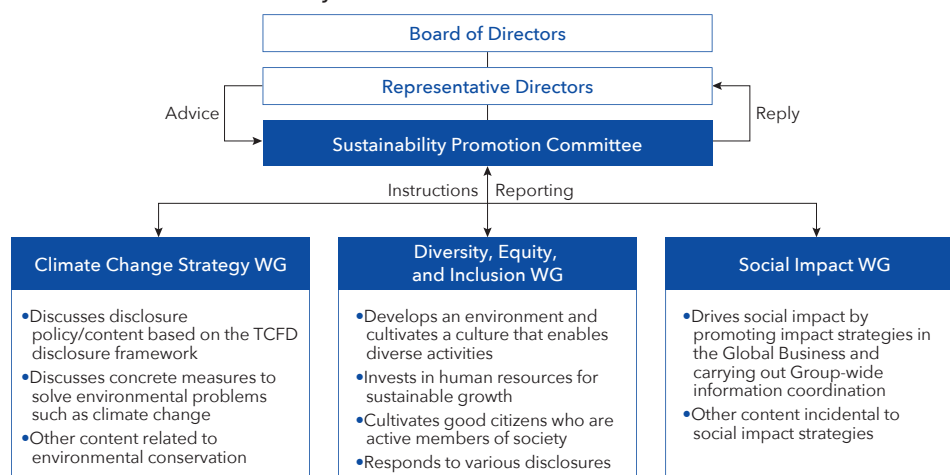 Board of Directors
Representative Directors
Advice
Reply
Sustainability Promotion Committee
Instructions
Reporting
Climate Change Strategy WG
•Discusses disclosure
policy/content based on the TCFD
disclosure framework
•Discusses concrete measures to
solve environmental problems
such as climate change
•Other content related to
environmental conservation
Diversity, Equity,
and Inclusion WG
•Develops an environment and
cultivates a culture that enables
diverse activities
•Invests in human resources for
sustainable growth
•Cultivates good citizens who are
active members of society
•Responds to various disclosures
Social Impact WG
•Drives social impact by
promoting impact strategies in
the Global Business and
carrying out Group-wide
information coordination
•Other content incidental to
social impact strategies